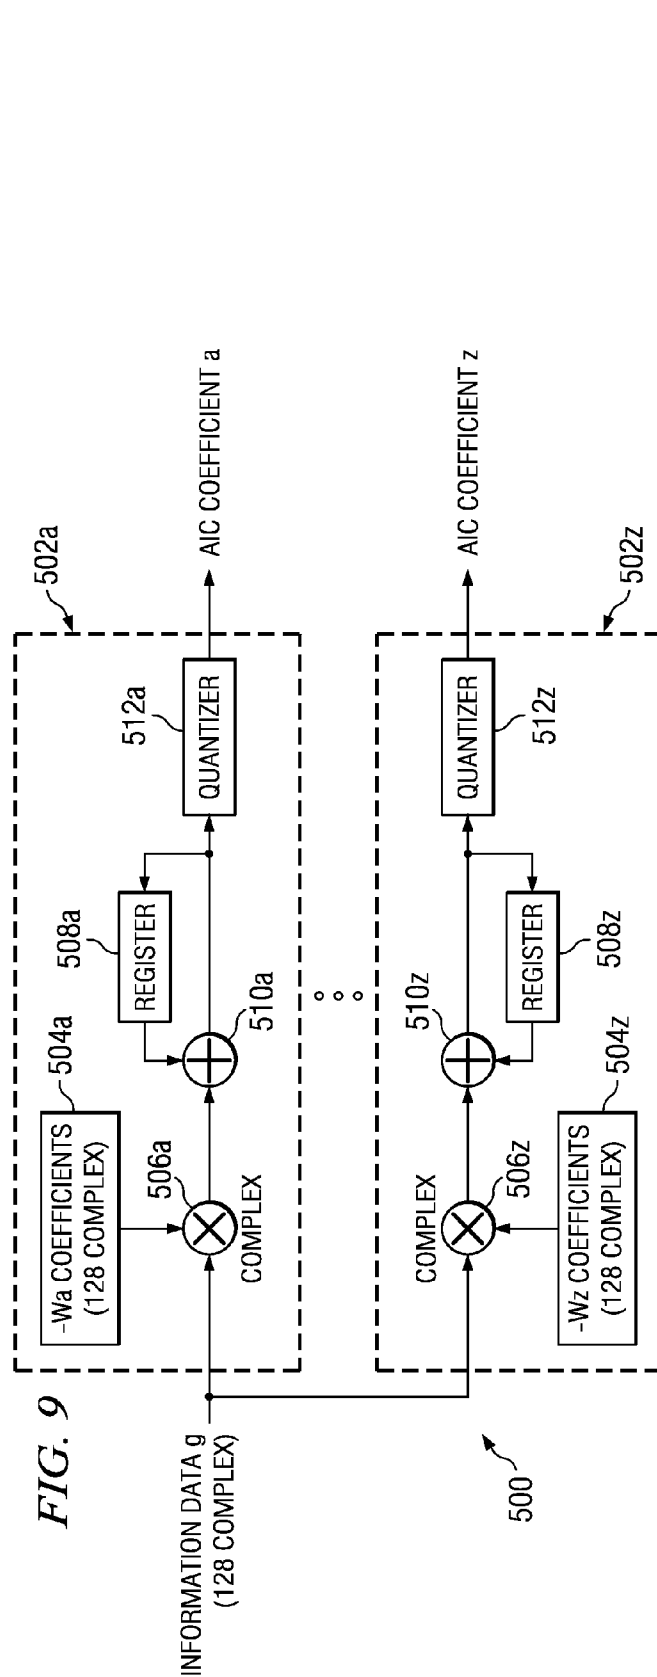 FIG. 9
INFORMATION DATA g
(128 COMPLEX)
500
502a
-Wa COEFFICIENTS
(128 COMPLEX)
504a
506a
COMPLEX
508a
REGISTER
510a
512a
QUANTIZER
AIC COEFFICIENT a
502z
COMPLEX
506z
-Wz COEFFICIENTS
(128 COMPLEX)
504z
510z
REGISTER
508z
QUANTIZER
512z
AIC COEFFICIENT z